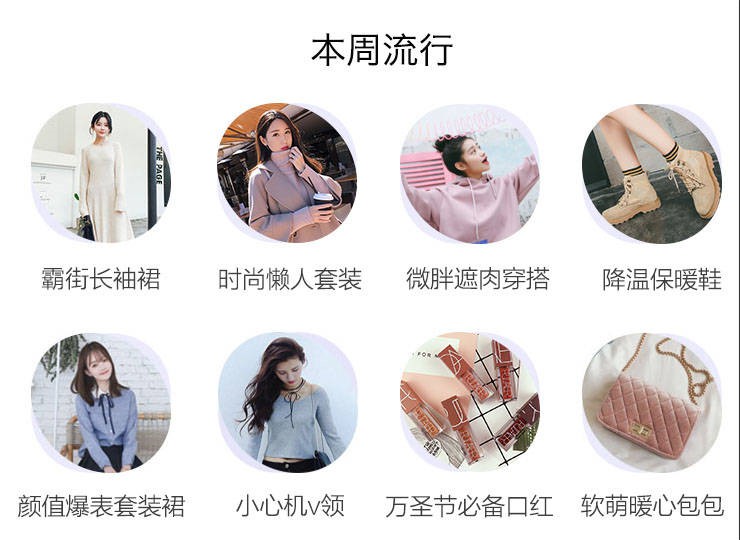 本周流行
THE PAGE
霸街长袖裙
时尚懒人套装
微胖遮肉穿搭
降温保暖鞋
FOR M
颜值爆表套装裙
小心机v领
万圣节必备口红
软萌暖心包包